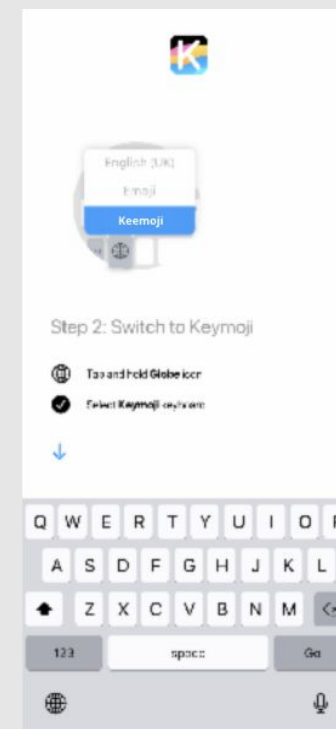 K
English (UK)
Emoji
Keemoji
Step 2: Switch to Keymoji
Tap and hold Globe icon
Select Keymoji keyboard
Q W E R T Y U I O P
A S D F G H J K L
Z X C V B N M
123 space Go